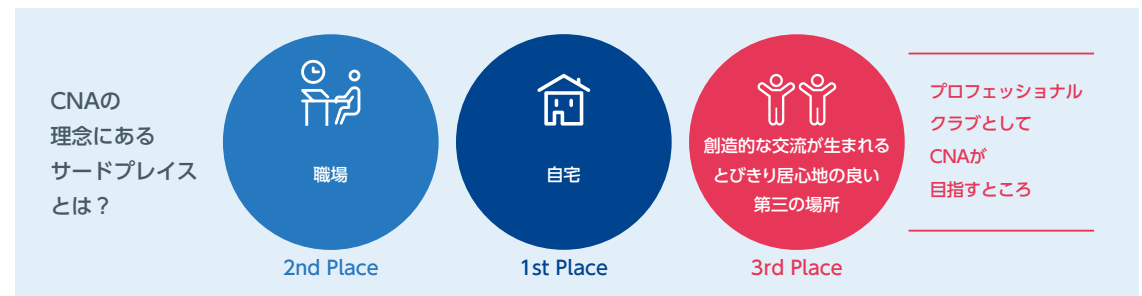 CNAの
理念にある
サードプレイス
とは？
職場
2nd Place
自宅
1st Place
創造的な交流が生まれる
とびきり居心地の良い
第三の場所
3rd Place
プロフェッショナル
クラブとして
CNAが
目指すところ